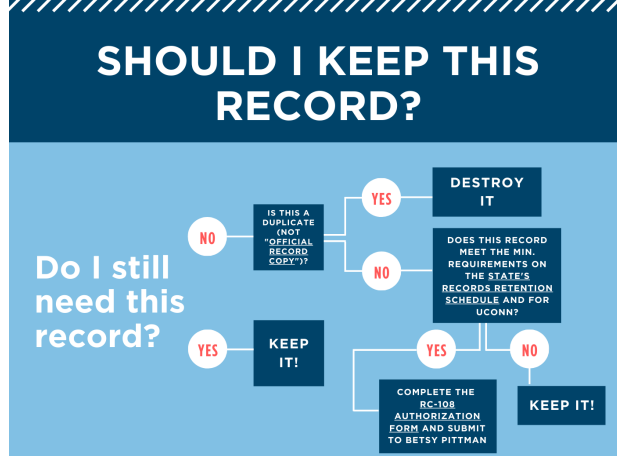 SHOULD I KEEP THIS
RECORD?
Do I still
need this
record?
NO
IS THIS A
DUPLICATE
(NOT
"OFFICIAL
RECORD
COPY")?
YES
DESTROY
IT
NO
DOES THIS RECORD
MEET THE MIN.
REQUIREMENTS ON
THE STATE'S
RECORDS RETENTION
SCHEDULE AND FOR
UCONN?
YES
COMPLETE THE
RC-108
AUTHORIZATION
FORM AND SUBMIT
TO BETSY PITTMAN
NO
KEEP IT!
YES
KEEP
IT!